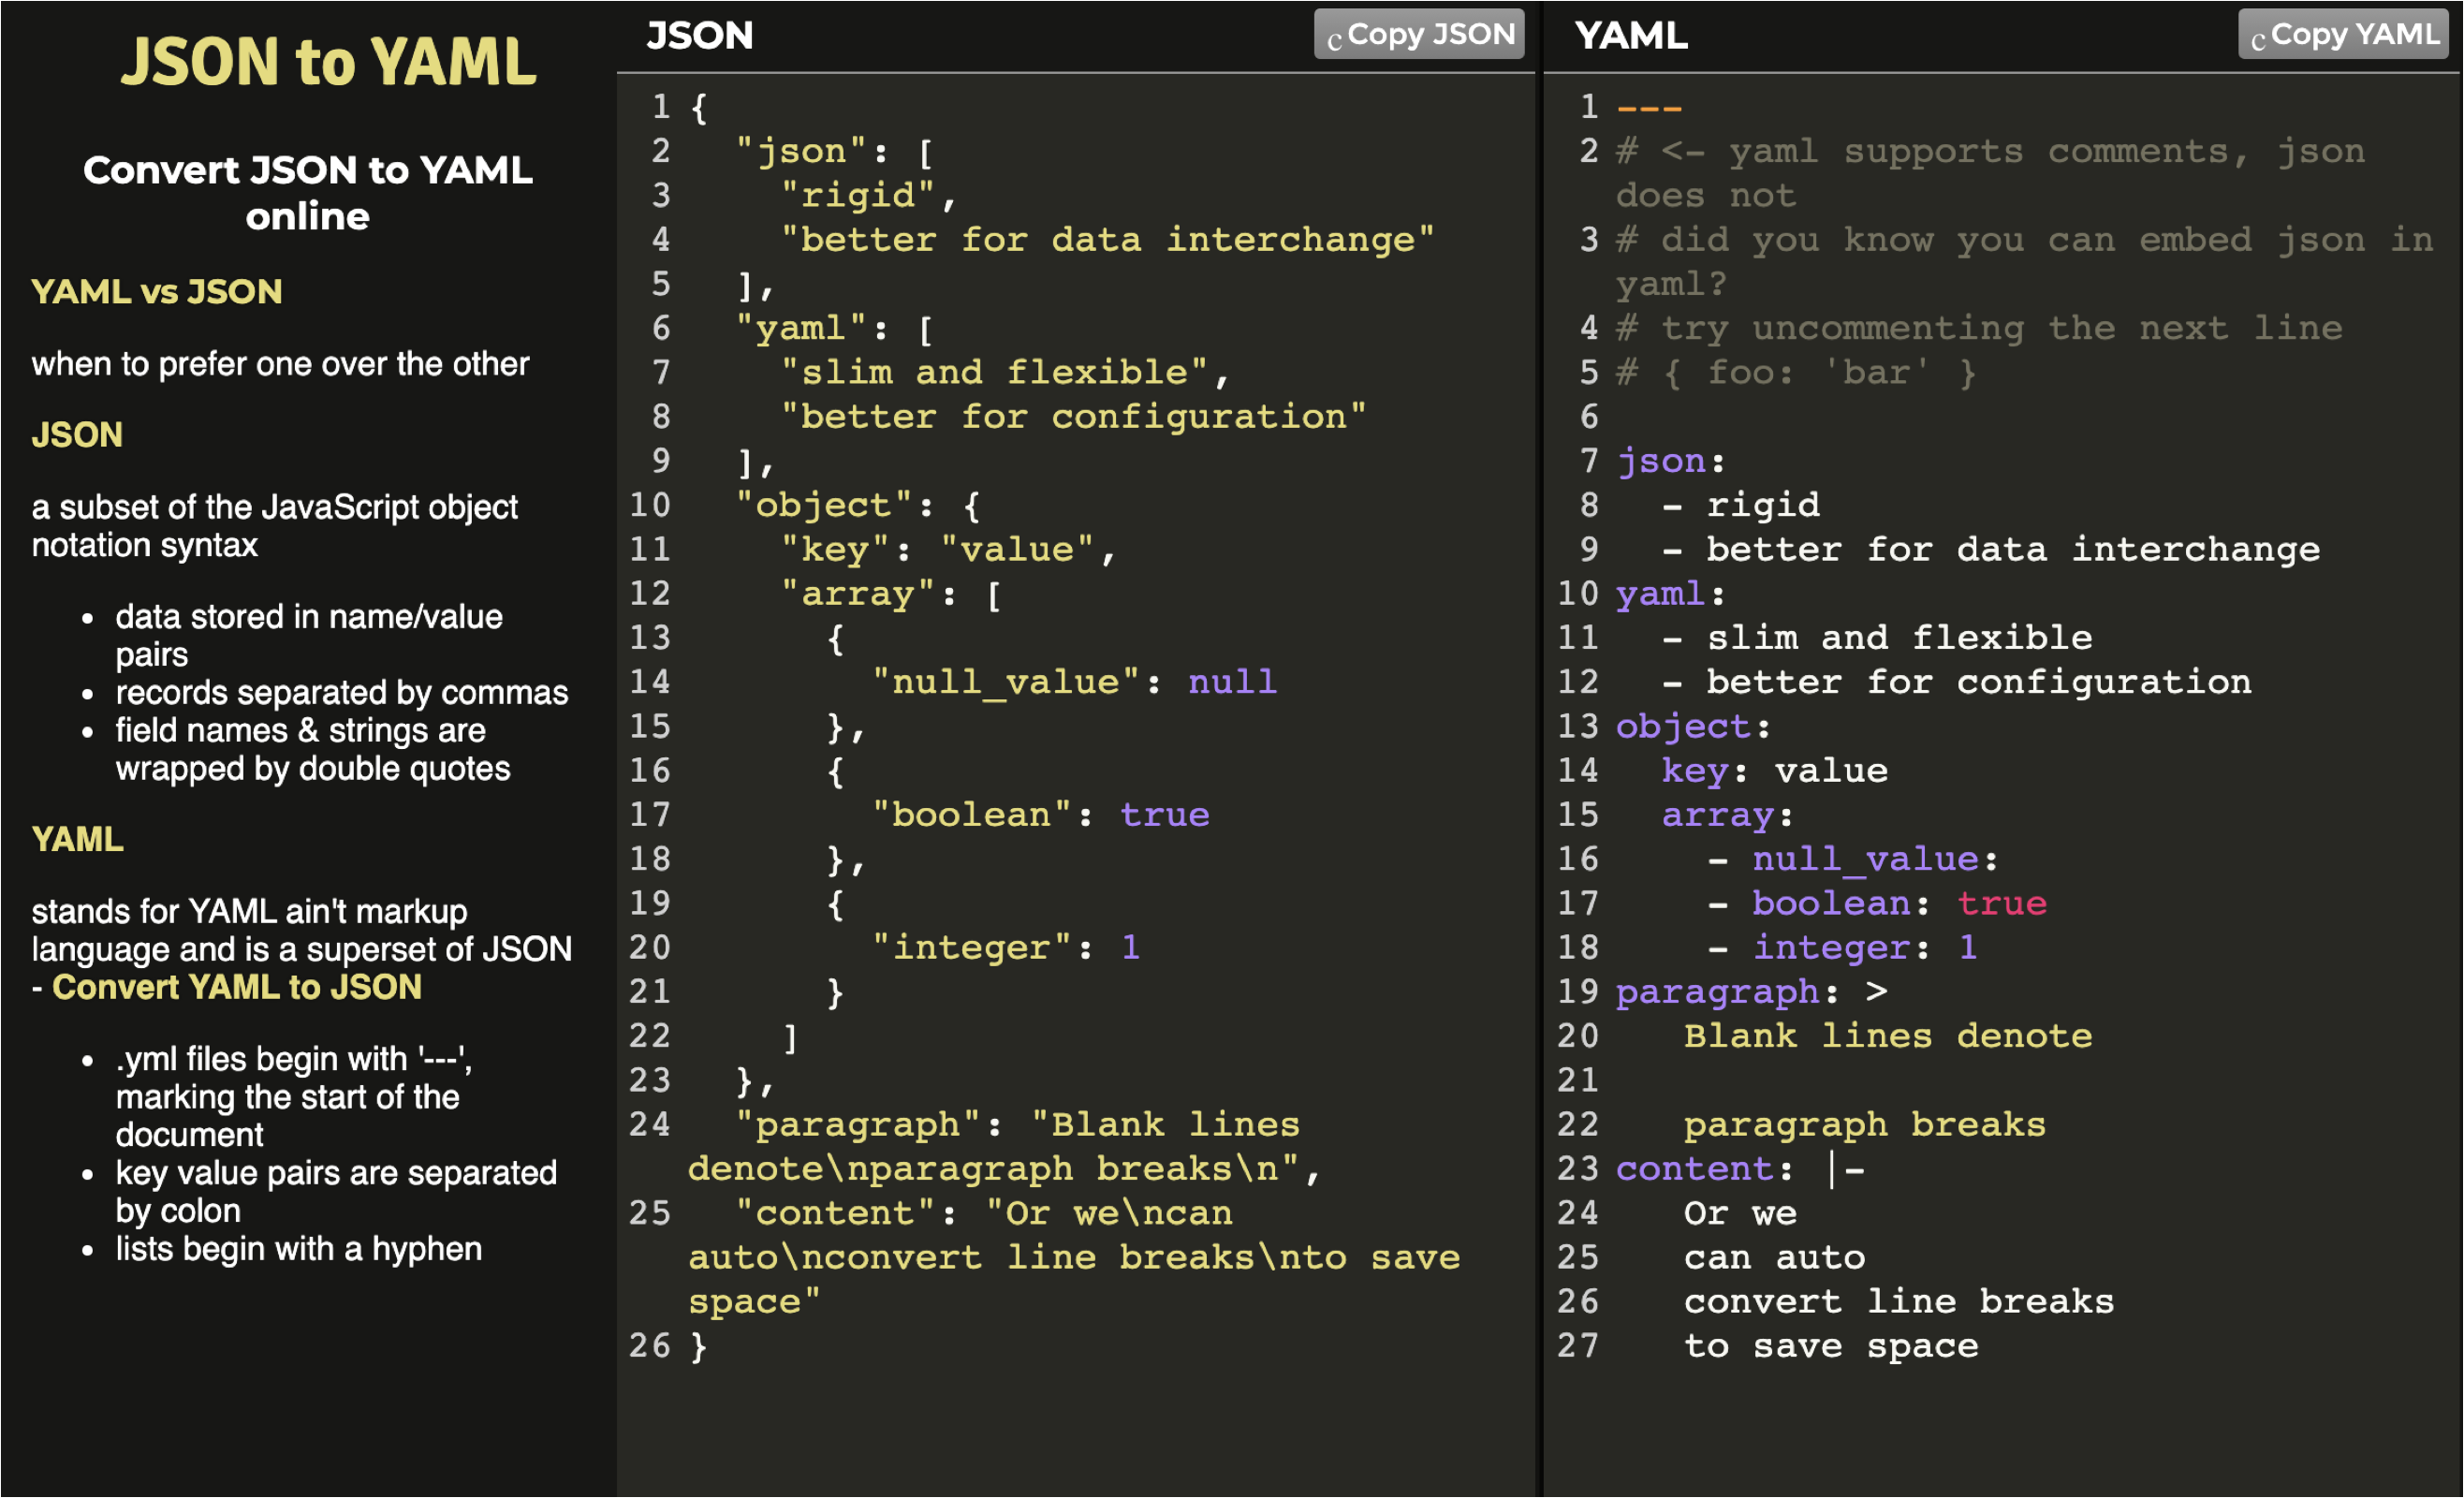 JSON to YAML
Convert JSON to YAML
online
YAML vs JSON
when to prefer one over the other
JSON
a subset of the JavaScript object
notation syntax
• data stored in name/value
pairs
• records separated by commas
• field names & strings are
wrapped by double quotes
YAML
stands for YAML ain't markup
language and is a superset of JSON
- Convert YAML to JSON
• .yml files begin with '---',
marking the start of the
document
• key value pairs are separated
by colon
• lists begin with a hyphen
JSON
c Copy JSON
1 {
2   "json": [
3     "rigid",
4     "better for data interchange"
5   ],
6   "yaml": [
7     "slim and flexible",
8     "better for configuration"
9   ],
10   "object": {
11     "key": "value",
12     "array": [
13       {
14         "null_value": null
15       },
16       {
17         "boolean": true
18       },
19       {
20         "integer": 1
21       }
22     ]
23   },
24   "paragraph": "Blank lines
denote\nparagraph breaks\n",
25   "content": "Or we\ncan
auto\nconvert line breaks\nto save
space"
26 }
YAML
c Copy YAML
1 ---
2 # <- yaml supports comments, json
does not
3 # did you know you can embed json in
yaml?
4 # try uncommenting the next line
5 # { foo: 'bar' }
6
7 json:
8   - rigid
9   - better for data interchange
10 yaml:
11   - slim and flexible
12   - better for configuration
13 object:
14   key: value
15   array:
16     - null_value:
17     - boolean: true
18     - integer: 1
19 paragraph: >
20    Blank lines denote
21
22    paragraph breaks
23 content: |-
24    Or we
25    can auto
26    convert line breaks
27    to save space